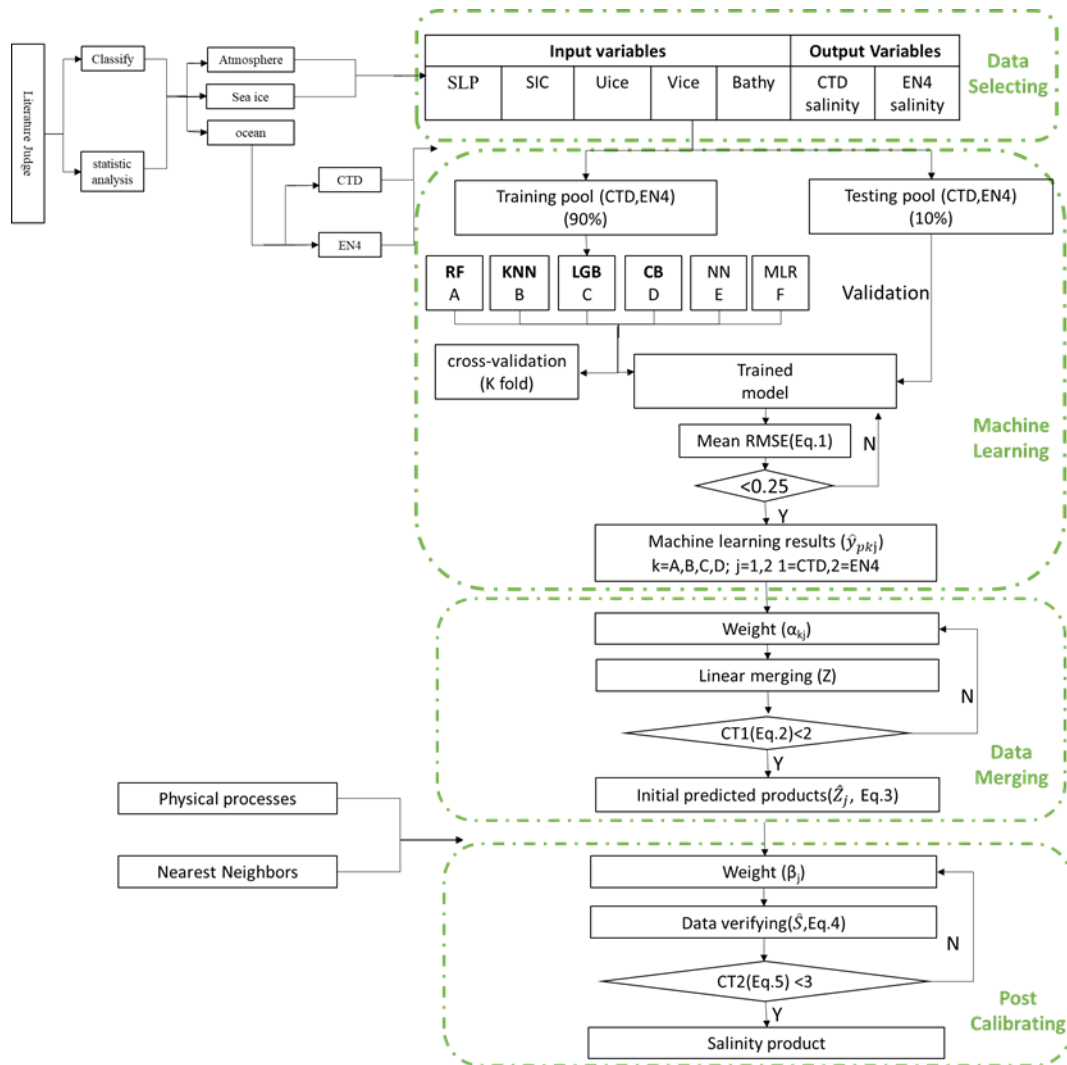 Literature Judge
Classify
statistic
analysis
Atmosphere
Sea ice
ocean
CTD
EN4
Input variables
Output Variables
SLP
SIC
Uice
Vice
Bathy
CTD
salinity
EN4
salinity
Data
Selecting
Training pool (CTD,EN4)
(90%)
Testing pool (CTD,EN4)
(10%)
RF
A
KNN
B
LGB
C
CB
D
NN
E
MLR
F
Validation
cross-validation
(K fold)
Trained
model
Mean RMSE(Eq.1)
N
<0.25
Y
Machine
Learning
Machine learning results (ŷₚₖⱼ)
k=A,B,C,D; j=1,2 1=CTD,2=EN4
Weight (αₖⱼ)
Linear merging (Z)
N
CT1(Eq.2)<2
Y
Data
Merging
Initial predicted products(Ẑⱼ, Eq.3)
Physical processes
Nearest Neighbors
Weight (βⱼ)
Data verifying(Ŝ,Eq.4)
N
CT2(Eq.5) <3
Y
Post
Calibrating
Salinity product